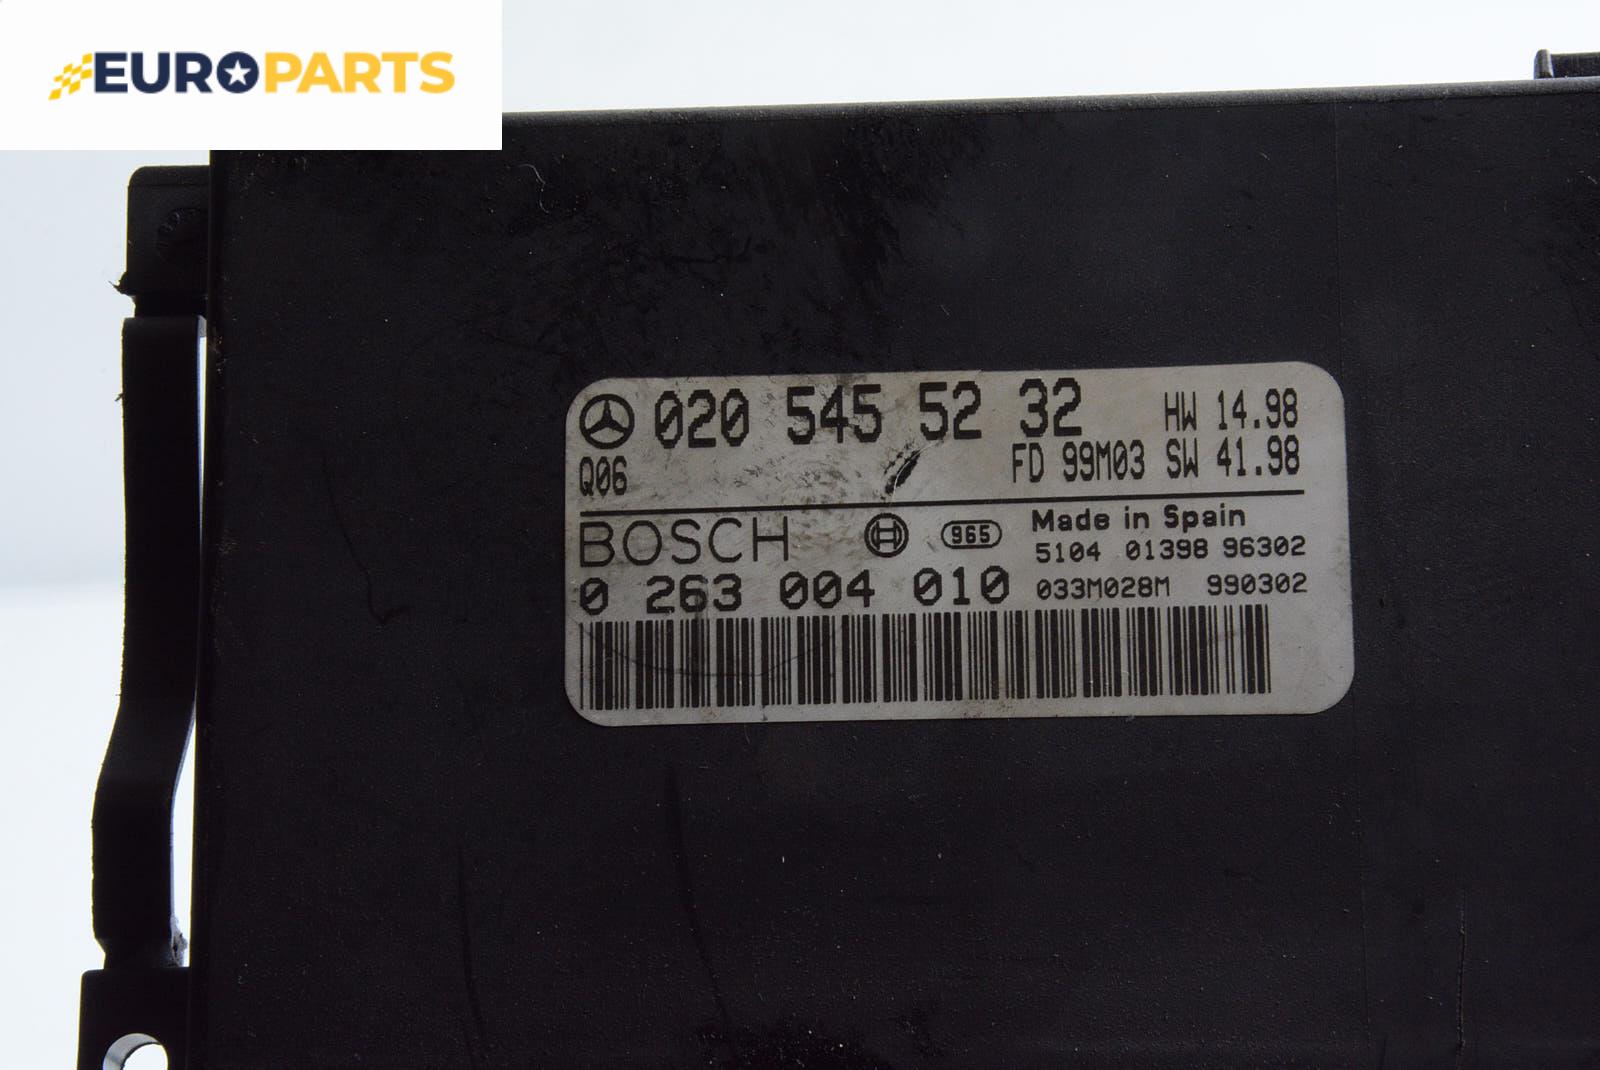 EUROPARTS
020 545 52 32 HW 14.98
Q06 FD 99M03 SW 41.98
BOSCH 965 Made in Spain
5104 01398 96302
0 263 004 010 033M028M 990302